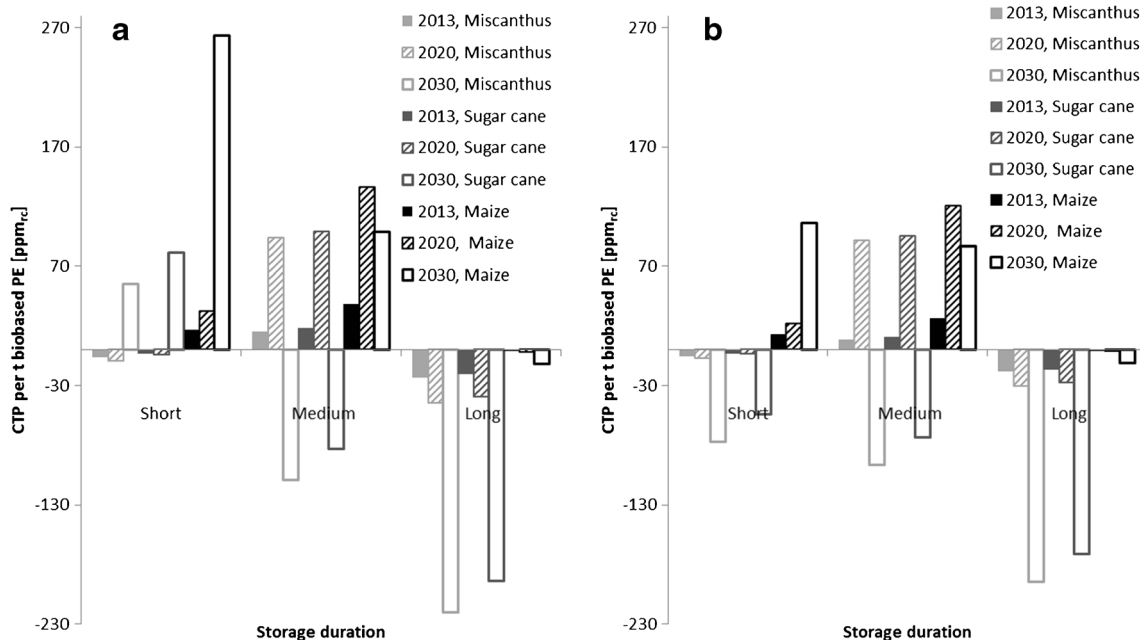 a
CTP per t biobased PE [ppmrc]
270
170
70
-30
-130
-230
2013, Miscanthus
2020, Miscanthus
2030, Miscanthus
2013, Sugar cane
2020, Sugar cane
2030, Sugar cane
2013, Maize
2020, Maize
2030, Maize
Short
Medium
Long
Storage duration
b
CTP per t biobased PE [ppmrc]
270
170
70
-30
-130
-230
2013, Miscanthus
2020, Miscanthus
2030, Miscanthus
2013, Sugar cane
2020, Sugar cane
2030, Sugar cane
2013, Maize
2020, Maize
2030, Maize
Short
Medium
Long
Storage duration